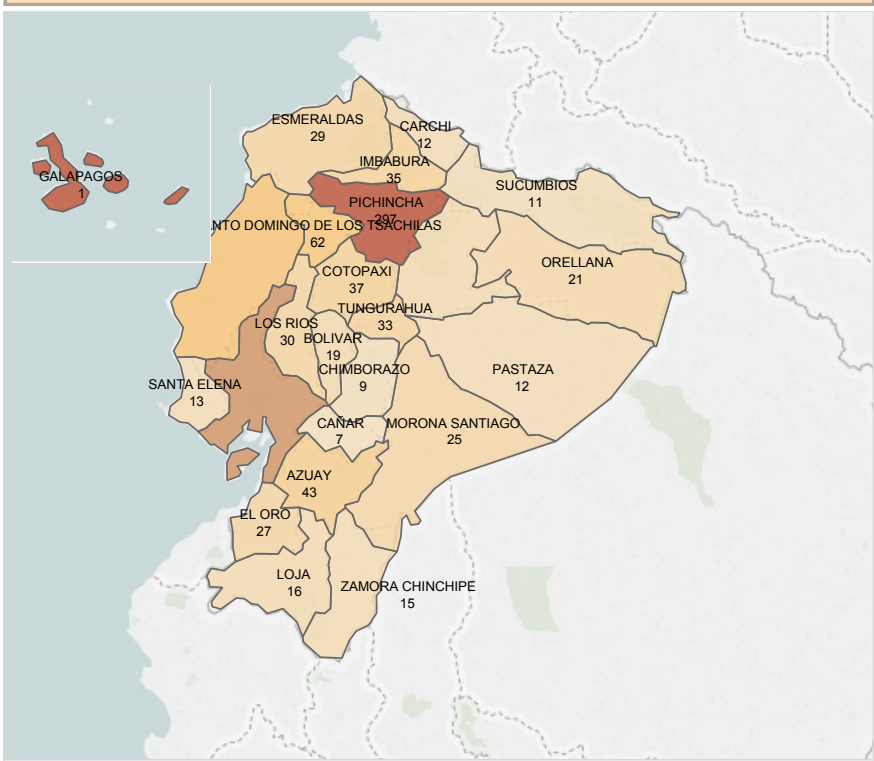 ESMERALDAS
29
CARCHI
12
IMBABURA
35
GALAPAGOS
1
SUCUMBIOS
11
PICHINCHA
297
NTO DOMINGO DE LOS TSACHILAS
62
ORELLANA
21
COTOPAXI
37
TUNGURAHUA
33
LOS RIOS
30
BOLIVAR
19
CHIMBORAZO
9
PASTAZA
12
SANTA ELENA
13
CAÑAR
7
MORONA SANTIAGO
25
AZUAY
43
EL ORO
27
LOJA
16
ZAMORA CHINCHIPE
15